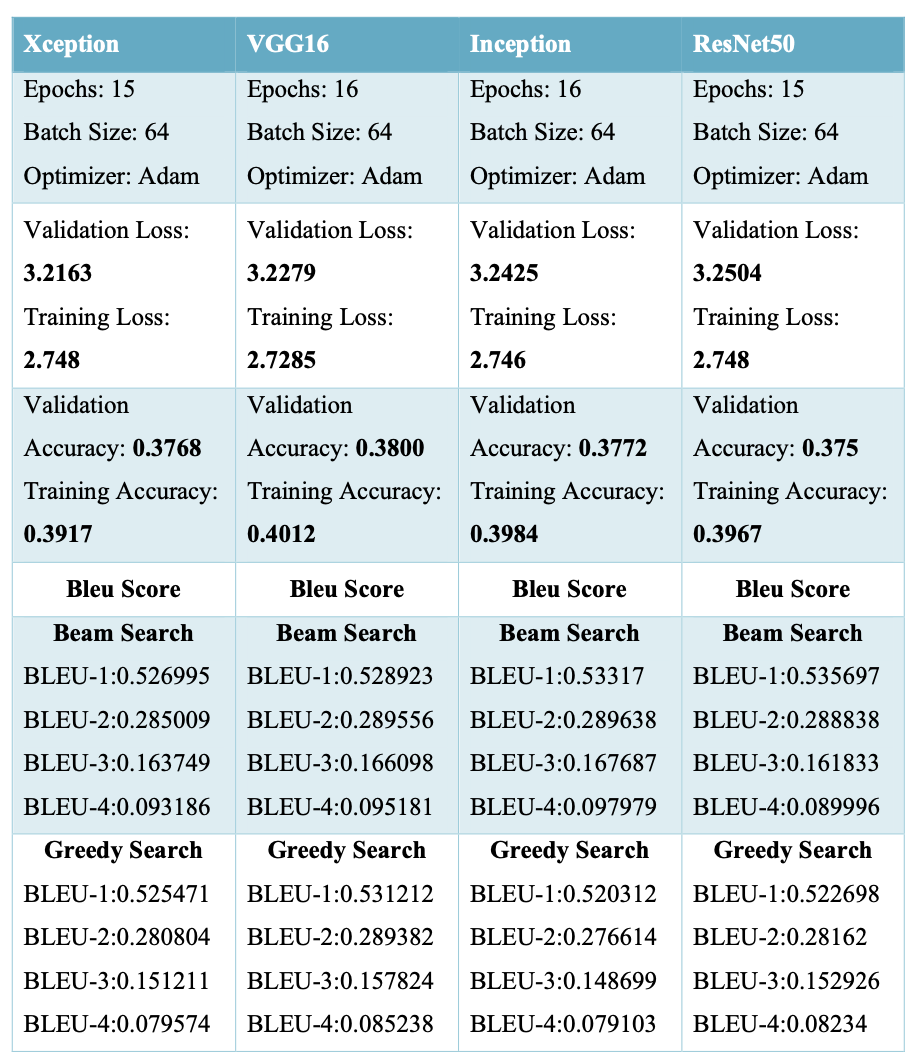 Xception VGG16 Inception ResNet50
Epochs: 15 Epochs: 16 Epochs: 16 Epochs: 15
Batch Size: 64 Batch Size: 64 Batch Size: 64 Batch Size: 64
Optimizer: Adam Optimizer: Adam Optimizer: Adam Optimizer: Adam
Validation Loss: Validation Loss: Validation Loss: Validation Loss:
3.2163 3.2279 3.2425 3.2504
Training Loss: Training Loss: Training Loss: Training Loss:
2.748 2.7285 2.746 2.748
Validation Validation Validation Validation
Accuracy: 0.3768 Accuracy: 0.3800 Accuracy: 0.3772 Accuracy: 0.375
Training Accuracy: Training Accuracy: Training Accuracy: Training Accuracy:
0.3917 0.4012 0.3984 0.3967
Bleu Score Bleu Score Bleu Score Bleu Score
Beam Search Beam Search Beam Search Beam Search
BLEU-1:0.526995 BLEU-1:0.528923 BLEU-1:0.53317 BLEU-1:0.535697
BLEU-2:0.285009 BLEU-2:0.289556 BLEU-2:0.289638 BLEU-2:0.288838
BLEU-3:0.163749 BLEU-3:0.166098 BLEU-3:0.167687 BLEU-3:0.161833
BLEU-4:0.093186 BLEU-4:0.095181 BLEU-4:0.097979 BLEU-4:0.089996
Greedy Search Greedy Search Greedy Search Greedy Search
BLEU-1:0.525471 BLEU-1:0.531212 BLEU-1:0.520312 BLEU-1:0.522698
BLEU-2:0.280804 BLEU-2:0.289382 BLEU-2:0.276614 BLEU-2:0.28162
BLEU-3:0.151211 BLEU-3:0.157824 BLEU-3:0.148699 BLEU-3:0.152926
BLEU-4:0.079574 BLEU-4:0.085238 BLEU-4:0.079103 BLEU-4:0.08234